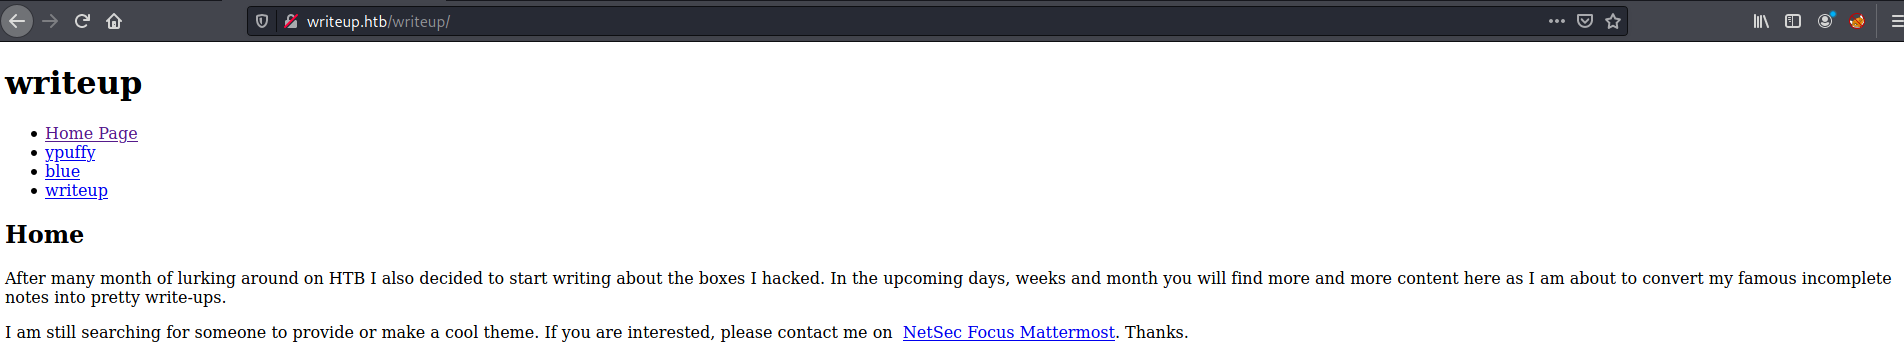 writeup.htb/writeup/
writeup
Home Page
ypuffy
blue
writeup
Home
After many month of lurking around on HTB I also decided to start writing about the boxes I hacked. In the upcoming days, weeks and month you will find more and more content here as I am about to convert my famous incomplete
notes into pretty write-ups.
I am still searching for someone to provide or make a cool theme. If you are interested, please contact me on  NetSec Focus Mattermost. Thanks.